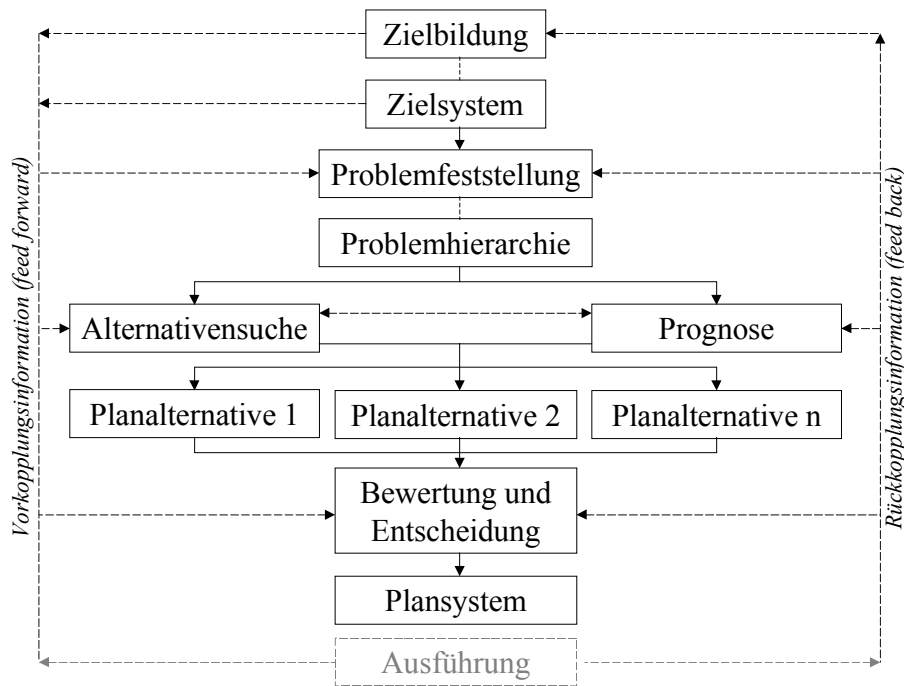 Zielbildung
Zielsystem
Problemfeststellung
Problemhierarchie
Alternativensuche
Prognose
Planalternative 1
Planalternative 2
Planalternative n
Bewertung und
Entscheidung
Plansystem
Ausführung
Vorkopplungsinformation (feed forward)
Rückkopplungsinformation (feed back)